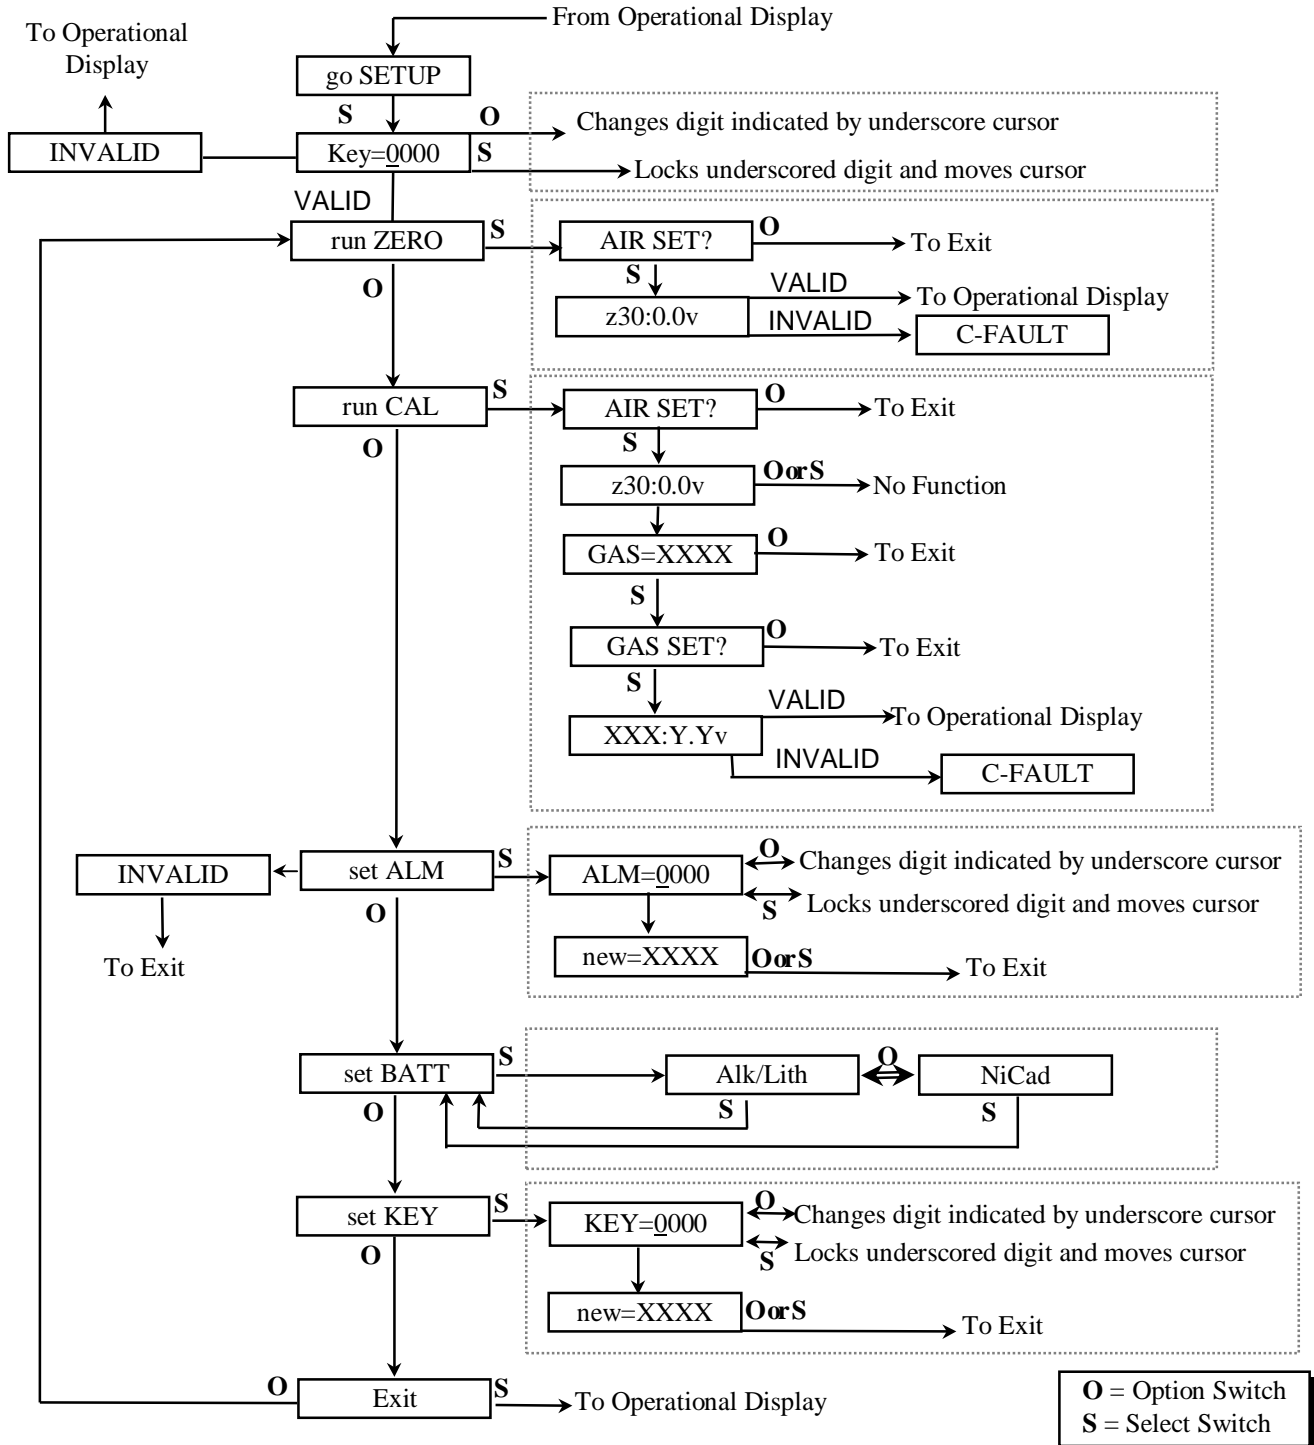 From Operational Display
To Operational
Display
go SETUP
S
O
Changes digit indicated by underscore cursor
INVALID
Key=0000
S
Locks underscored digit and moves cursor
VALID
run ZERO
S
AIR SET?
O
To Exit
S
O
VALID
To Operational Display
z30:0.0v
INVALID
C-FAULT
run CAL
S
AIR SET?
O
To Exit
O
S
z30:0.0v
O or S
No Function
GAS=XXXX
O
To Exit
S
GAS SET?
O
To Exit
S
VALID
To Operational Display
XXX:Y.Yv
INVALID
C-FAULT
INVALID
set ALM
S
ALM=0000
O
Changes digit indicated by underscore cursor
O
S
Locks underscored digit and moves cursor
To Exit
new=XXXX
O or S
To Exit
set BATT
S
Alk/Lith
O
NiCad
O
S
S
set KEY
S
KEY=0000
O
Changes digit indicated by underscore cursor
O
S
Locks underscored digit and moves cursor
new=XXXX
O or S
To Exit
O
Exit
S
To Operational Display
O = Option Switch
S = Select Switch